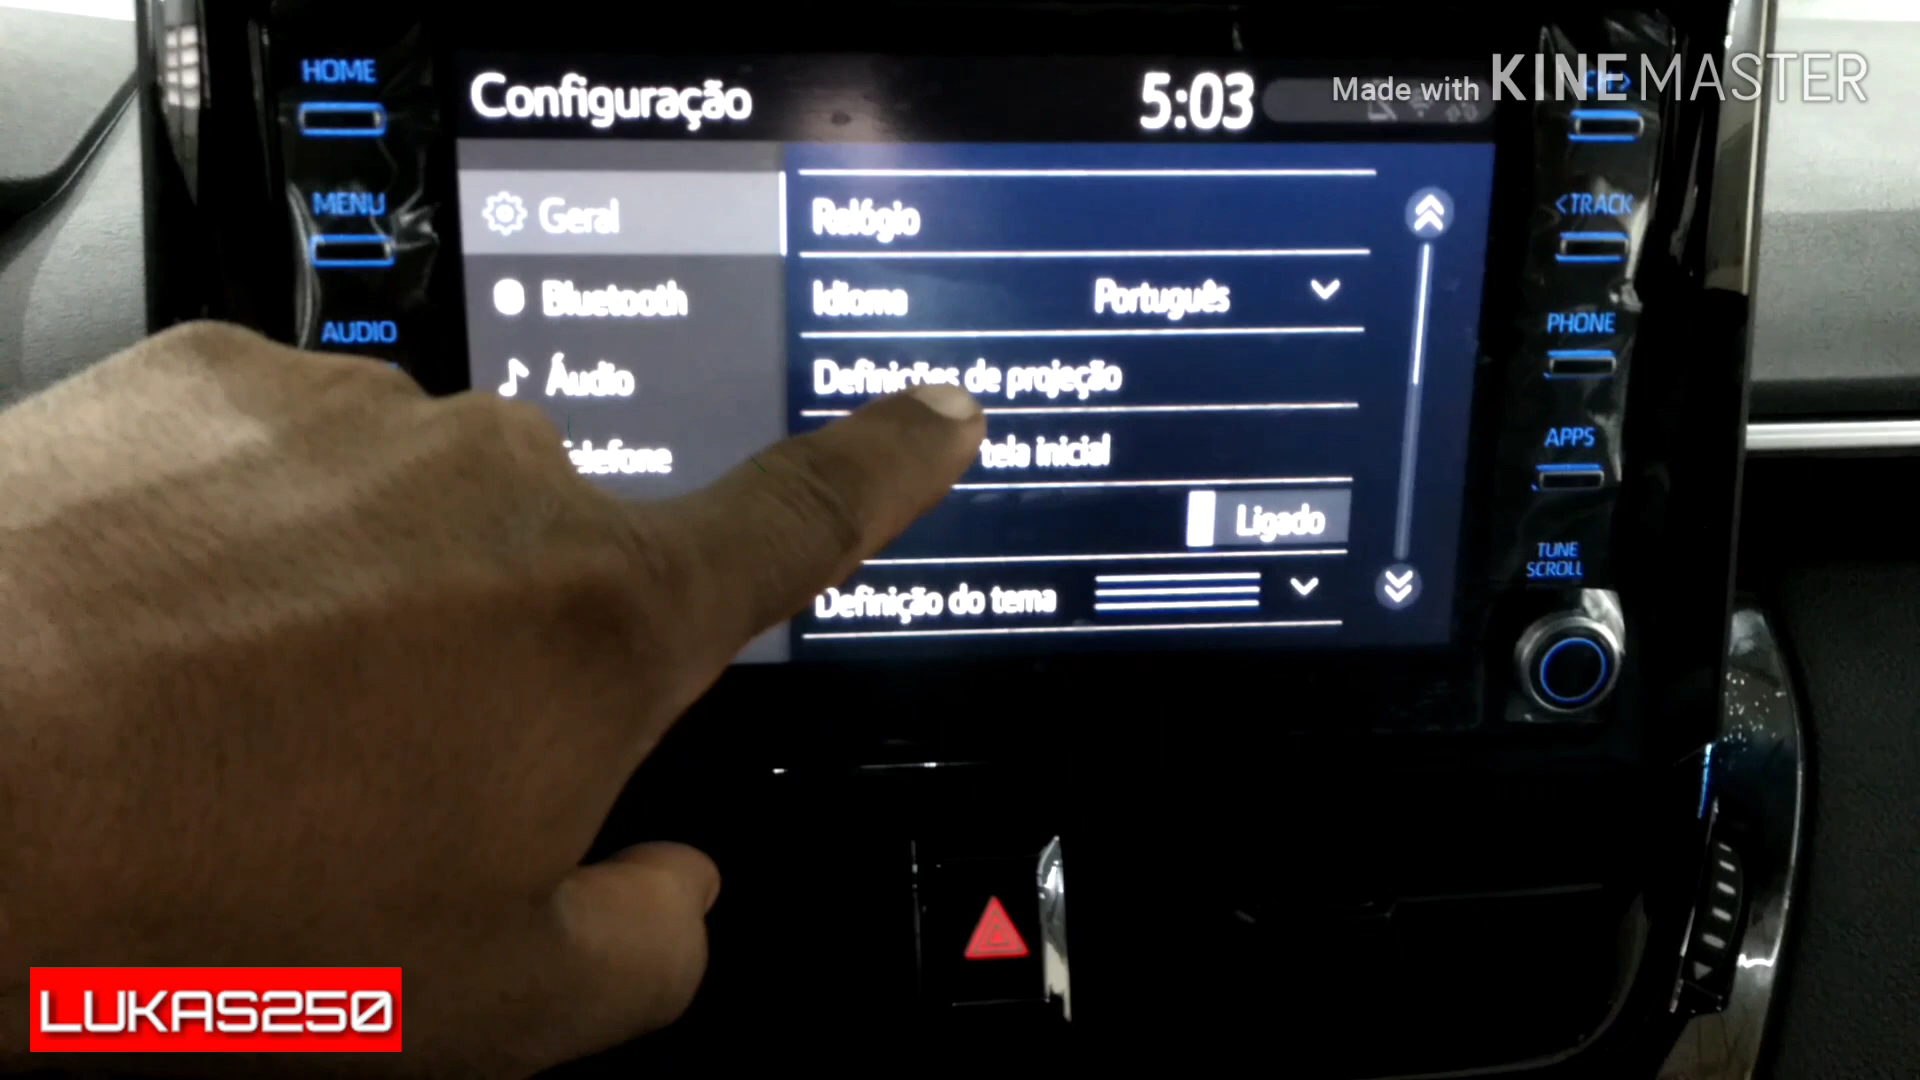 HOME
MENU
AUDIO
Configuração
5:03
Made with KINEMASTER
Geral
Bluetooth
Áudio
Telefone
Relógio
Idioma Português
Definições de projeção
tela inicial
Ligado
Definição do tema
<TRACK
PHONE
APPS
TUNE
SCROLL
LUKAS250